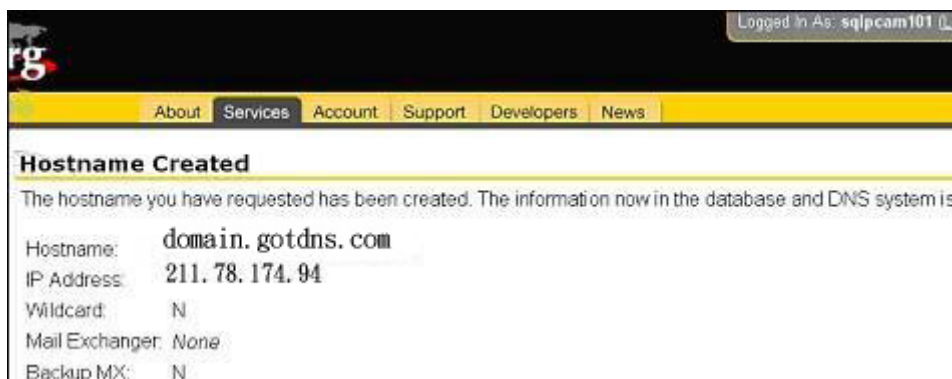 Logged In As: sqlpcam101
rg
About Services Account Support Developers News
Hostname Created
The hostname you have requested has been created. The information now in the database and DNS system is
Hostname: domain.gotdns.com
IP Address: 211.78.174.94
Wildcard: N
Mail Exchanger: None
Backup MX: N